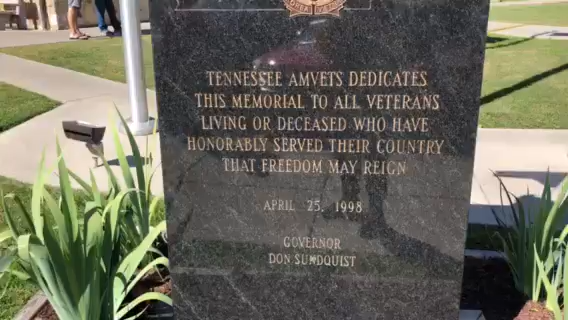 TENNESSEE AMVETS DEDICATES
THIS MEMORIAL TO ALL VETERANS
LIVING OR DECEASED WHO HAVE
HONORABLY SERVED THEIR COUNTRY
THAT FREEDOM MAY REIGN
APRIL 25, 1998
GOVERNOR
DON SUNDQUIST